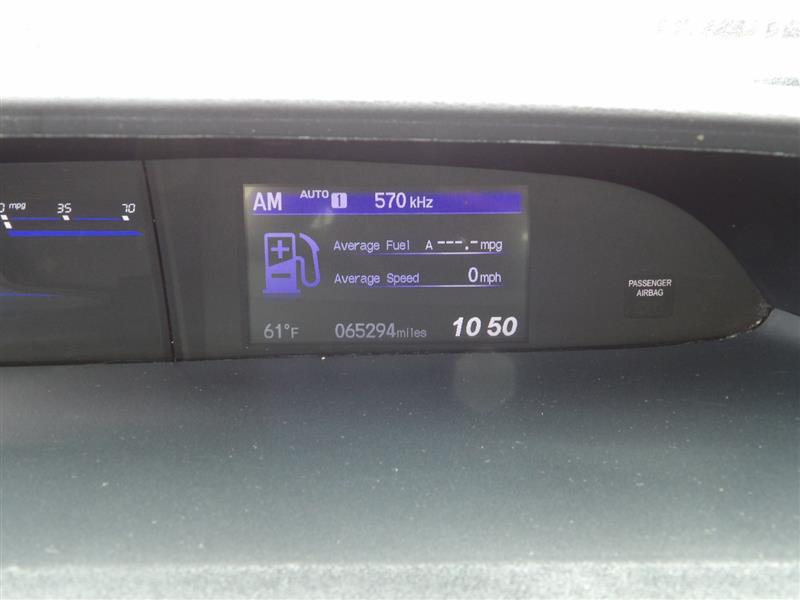 mpg 35 70
AM AUTO 1 570 kHz
Average Fuel A ---.- mpg
Average Speed 0 mph
61°F 065294 miles 10 50
PASSENGER
AIRBAG